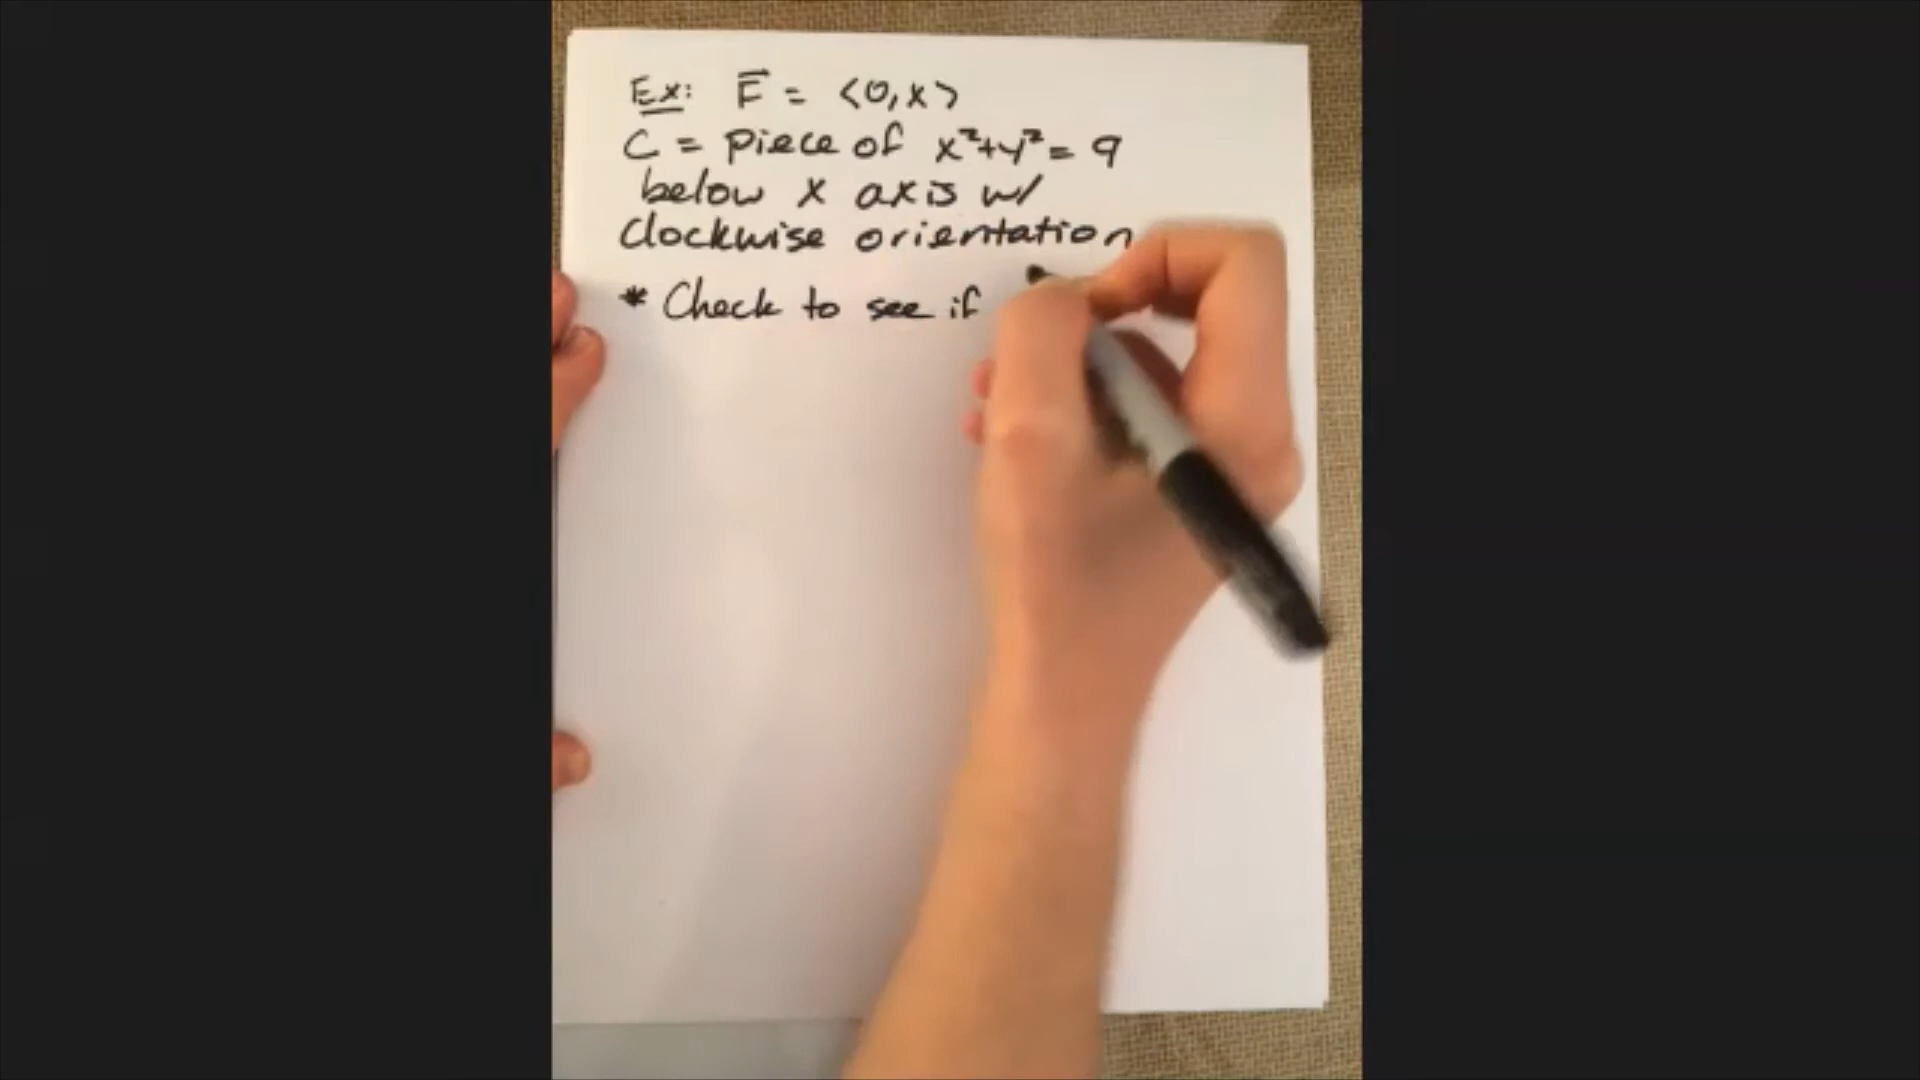 Ex: F⃗ = <0,x>
C = piece of x²+y² = 9
below x axis w/
clockwise orientation
* Check to see if